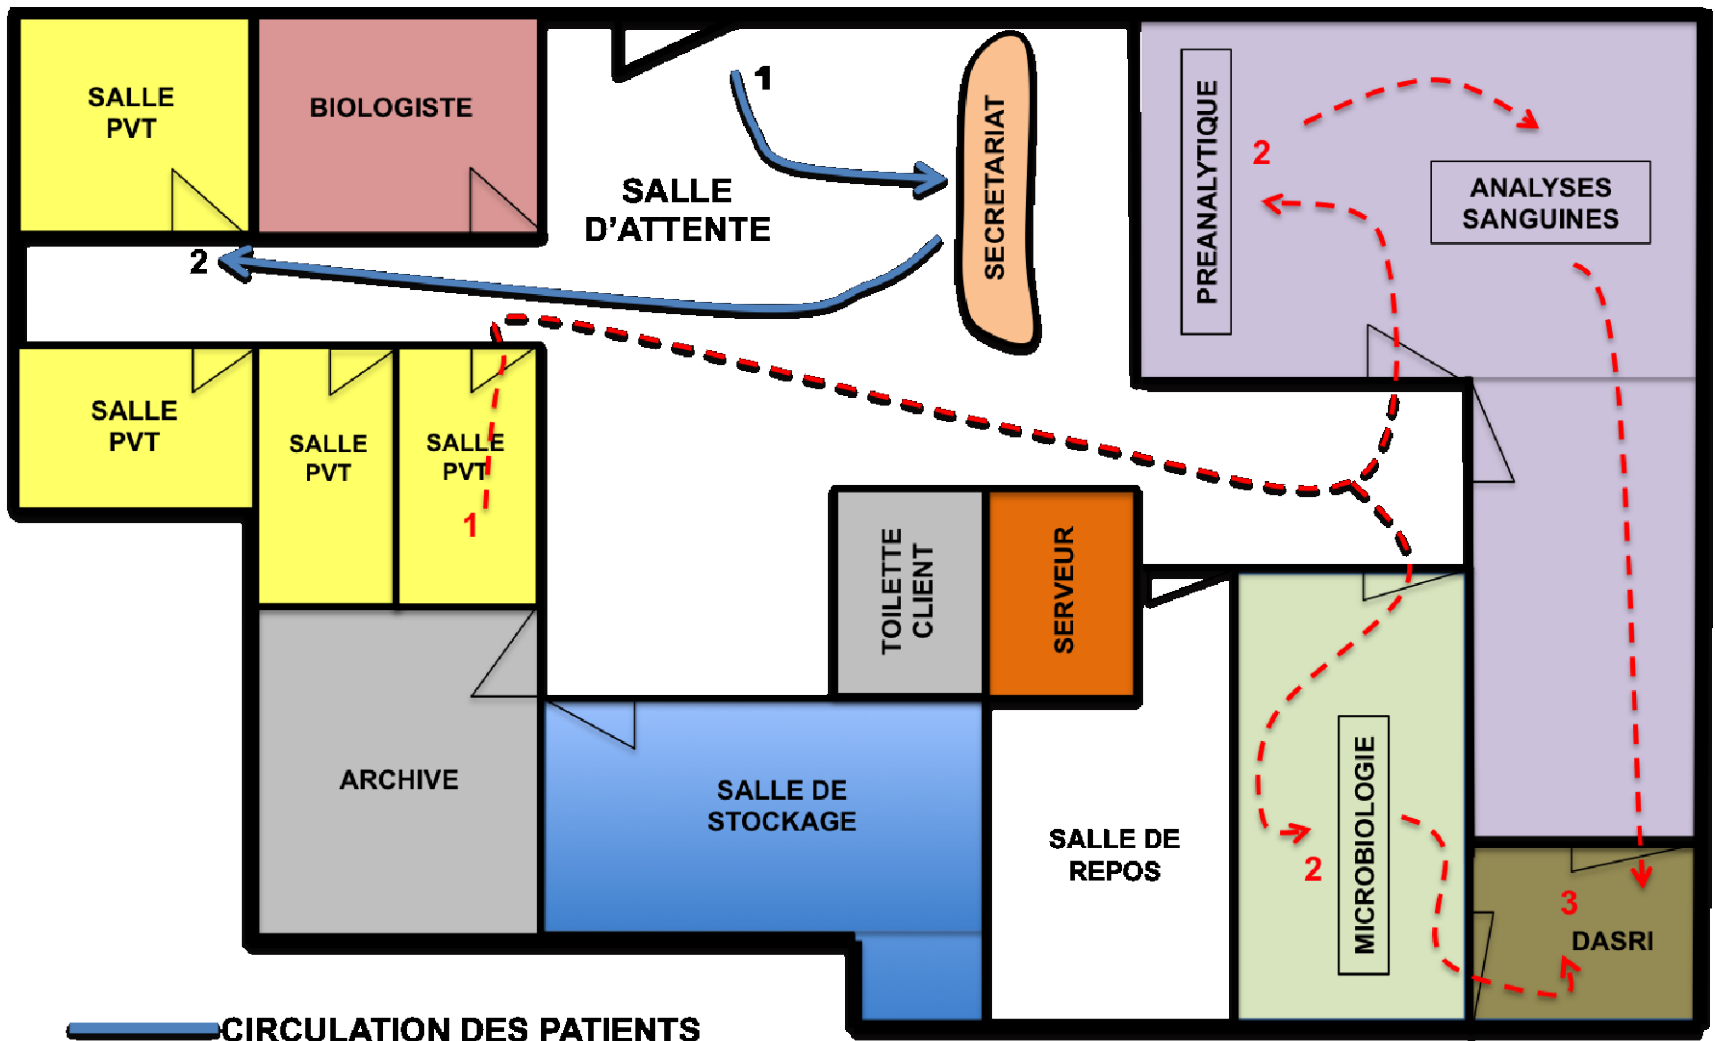 SALLE
PVT
BIOLOGISTE
1
SALLE
D’ATTENTE
SECRETARIAT
PREANALYTIQUE
2
ANALYSES
SANGUINES
2
SALLE
PVT
SALLE
PVT
SALLE
PVT
1
TOILETTE
CLIENT
SERVEUR
ARCHIVE
SALLE DE
STOCKAGE
SALLE DE
REPOS
MICROBIOLOGIE
2
3
DASRI
CIRCULATION DES PATIENTS